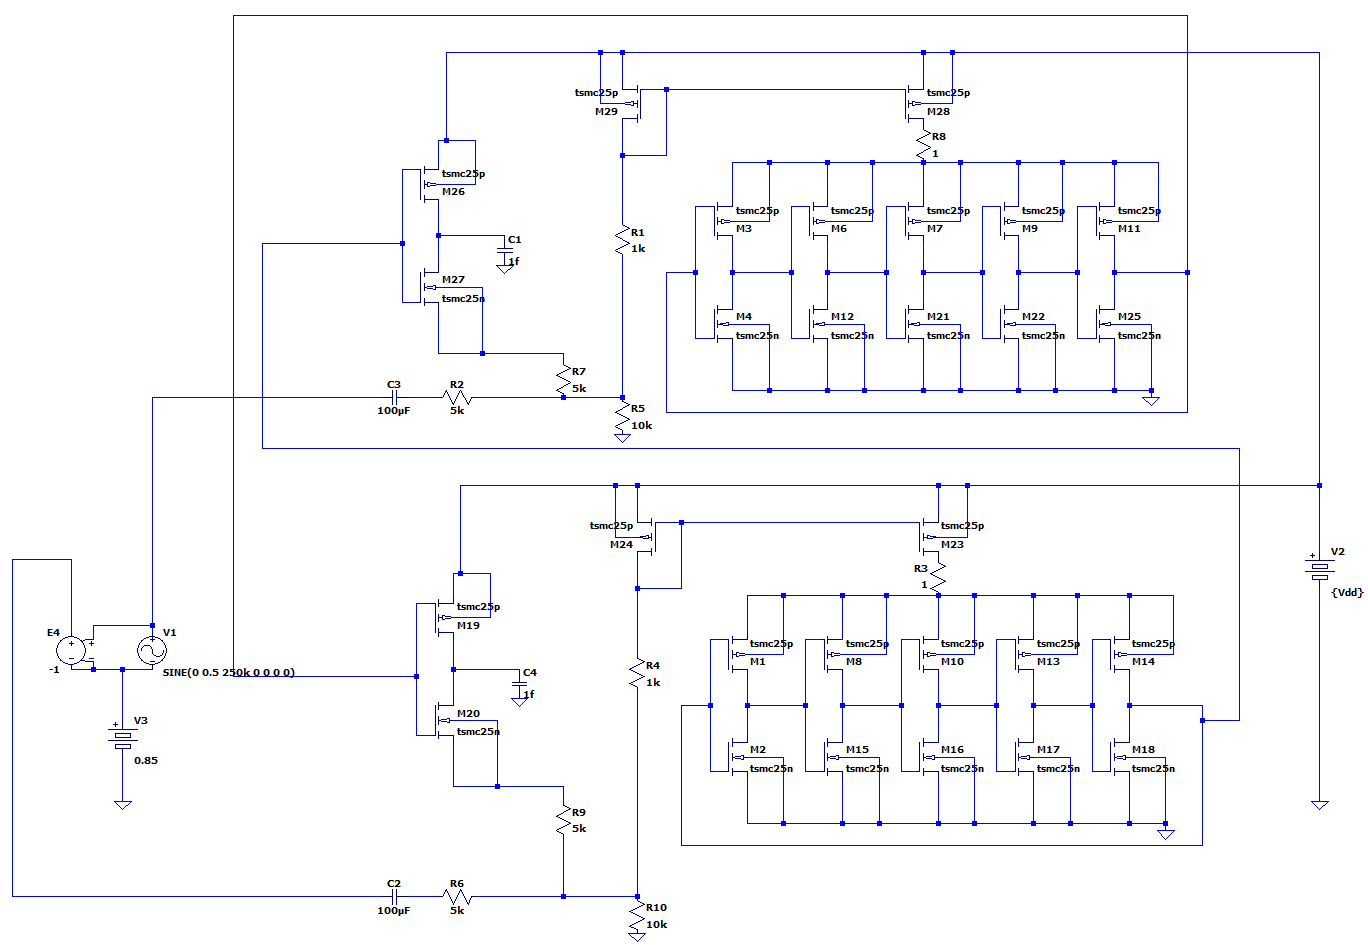 tsmc25p
M29
tsmc25p
M28
R8
1
tsmc25p
M26
C1
1f
M27
tsmc25n
R1
1k
tsmc25p
M3
tsmc25p
M6
tsmc25p
M7
tsmc25p
M9
tsmc25p
M11
M4
tsmc25n
M12
tsmc25n
M21
tsmc25n
M22
tsmc25n
M25
tsmc25n
R7
5k
C3
100µF
R2
5k
R5
10k
tsmc25p
M24
tsmc25p
M23
R3
1
V2
{Vdd}
tsmc25p
M19
C4
1f
M20
tsmc25n
R4
1k
tsmc25p
M1
tsmc25p
M8
tsmc25p
M10
tsmc25p
M13
tsmc25p
M14
M2
tsmc25n
M15
tsmc25n
M16
tsmc25n
M17
tsmc25n
M18
tsmc25n
E4
-1
V1
SINE(0 0.5 250k 0 0 0 0)
V3
0.85
R9
5k
C2
100µF
R6
5k
R10
10k